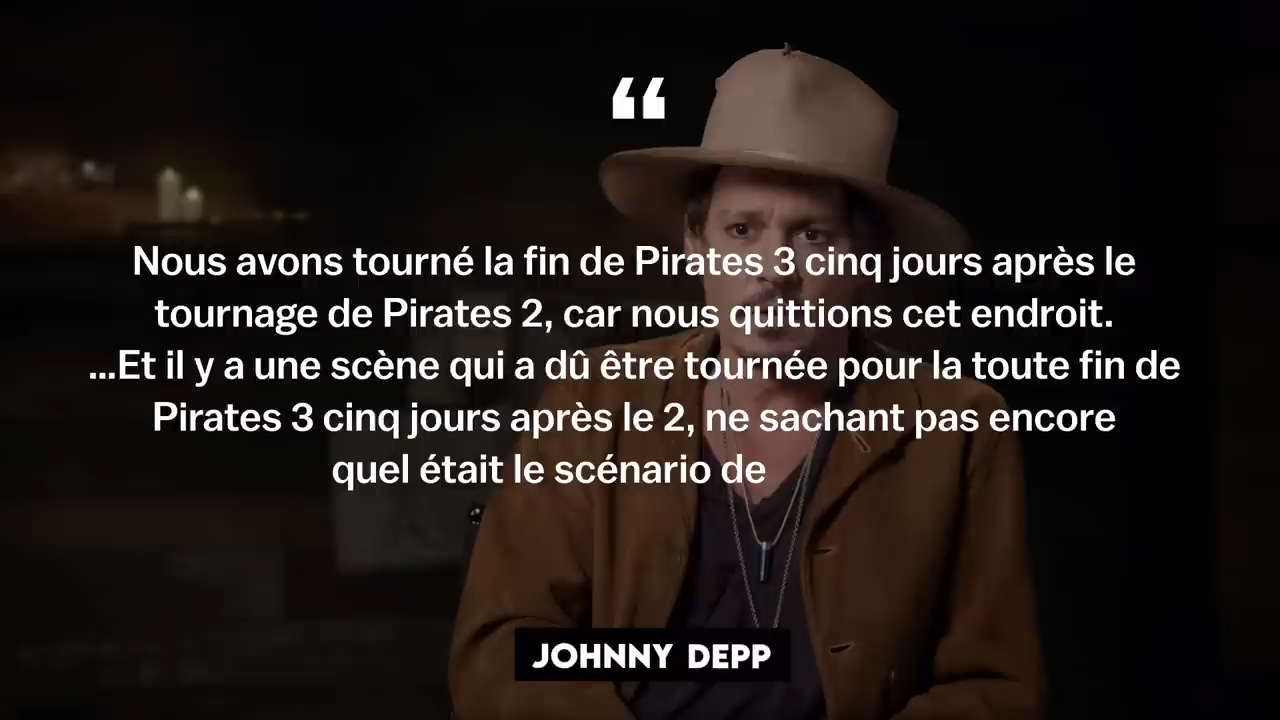 “
Nous avons tourné la fin de Pirates 3 cinq jours après le
tournage de Pirates 2, car nous quittions cet endroit.
...Et il y a une scène qui a dû être tournée pour la toute fin de
Pirates 3 cinq jours après le 2, ne sachant pas encore
quel était le scénario de
JOHNNY DEPP